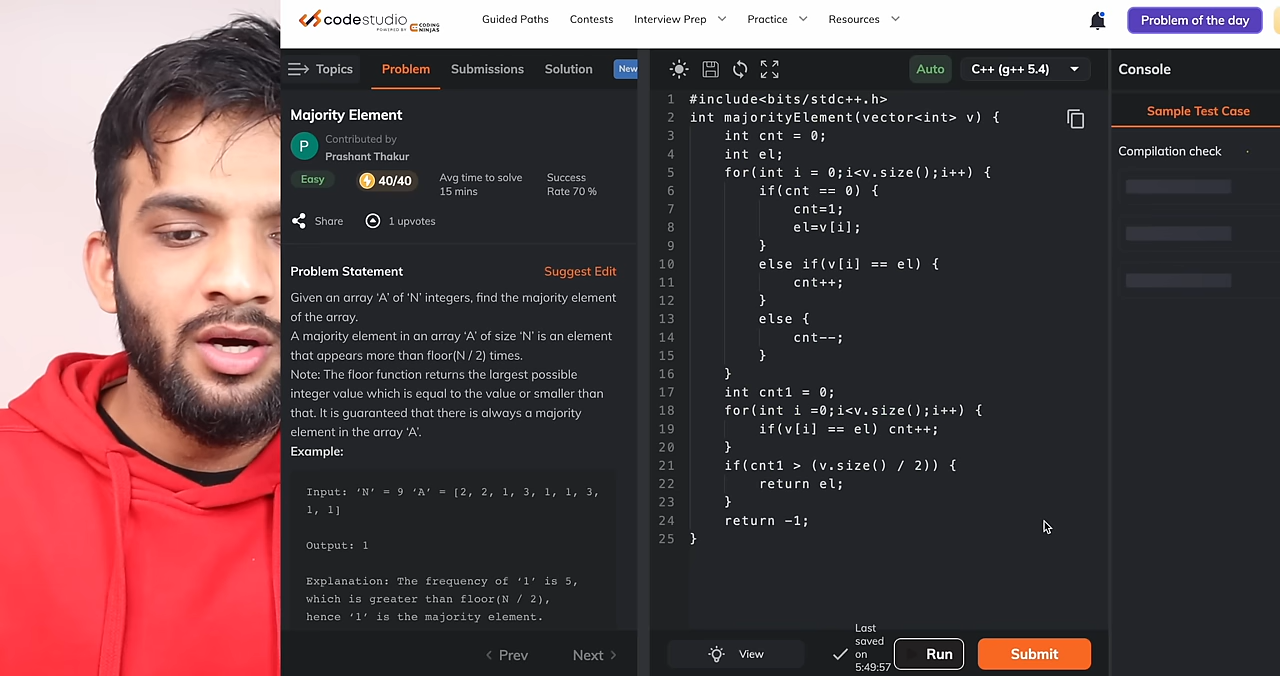 codestudio
POWERED BY CODING NINJAS
Guided Paths Contests Interview Prep Practice Resources Problem of the day
Topics Problem Submissions Solution New
Majority Element
P
Contributed by
Prashant Thakur
Easy 40/40 Avg time to solve
15 mins
Success
Rate 70 %
Share 1 upvotes
Problem Statement Suggest Edit
Given an array ‘A’ of ‘N’ integers, find the majority element
of the array.
A majority element in an array ‘A’ of size ‘N’ is an element
that appears more than floor(N / 2) times.
Note: The floor function returns the largest possible
integer value which is equal to the value or smaller than
that. It is guaranteed that there is always a majority
element in the array ‘A’.
Example:
Input: ‘N’ = 9 ‘A’ = [2, 2, 1, 3, 1, 1, 3,
1, 1]
Output: 1
Explanation: The frequency of ‘1’ is 5,
which is greater than floor(N / 2),
hence ‘1’ is the majority element.
Prev Next
Auto C++ (g++ 5.4)
1 #include<bits/stdc++.h>
2 int majorityElement(vector<int> v) {
3 int cnt = 0;
4 int el;
5 for(int i = 0;i<v.size();i++) {
6 if(cnt == 0) {
7 cnt=1;
8 el=v[i];
9 }
10 else if(v[i] == el) {
11 cnt++;
12 }
13 else {
14 cnt--;
15 }
16 }
17 int cnt1 = 0;
18 for(int i =0;i<v.size();i++) {
19 if(v[i] == el) cnt++;
20 }
21 if(cnt1 > (v.size() / 2)) {
22 return el;
23 }
24 return -1;
25 }
View
Last
saved
on
5:49:57
Run Submit
Console
Sample Test Case
Compilation check